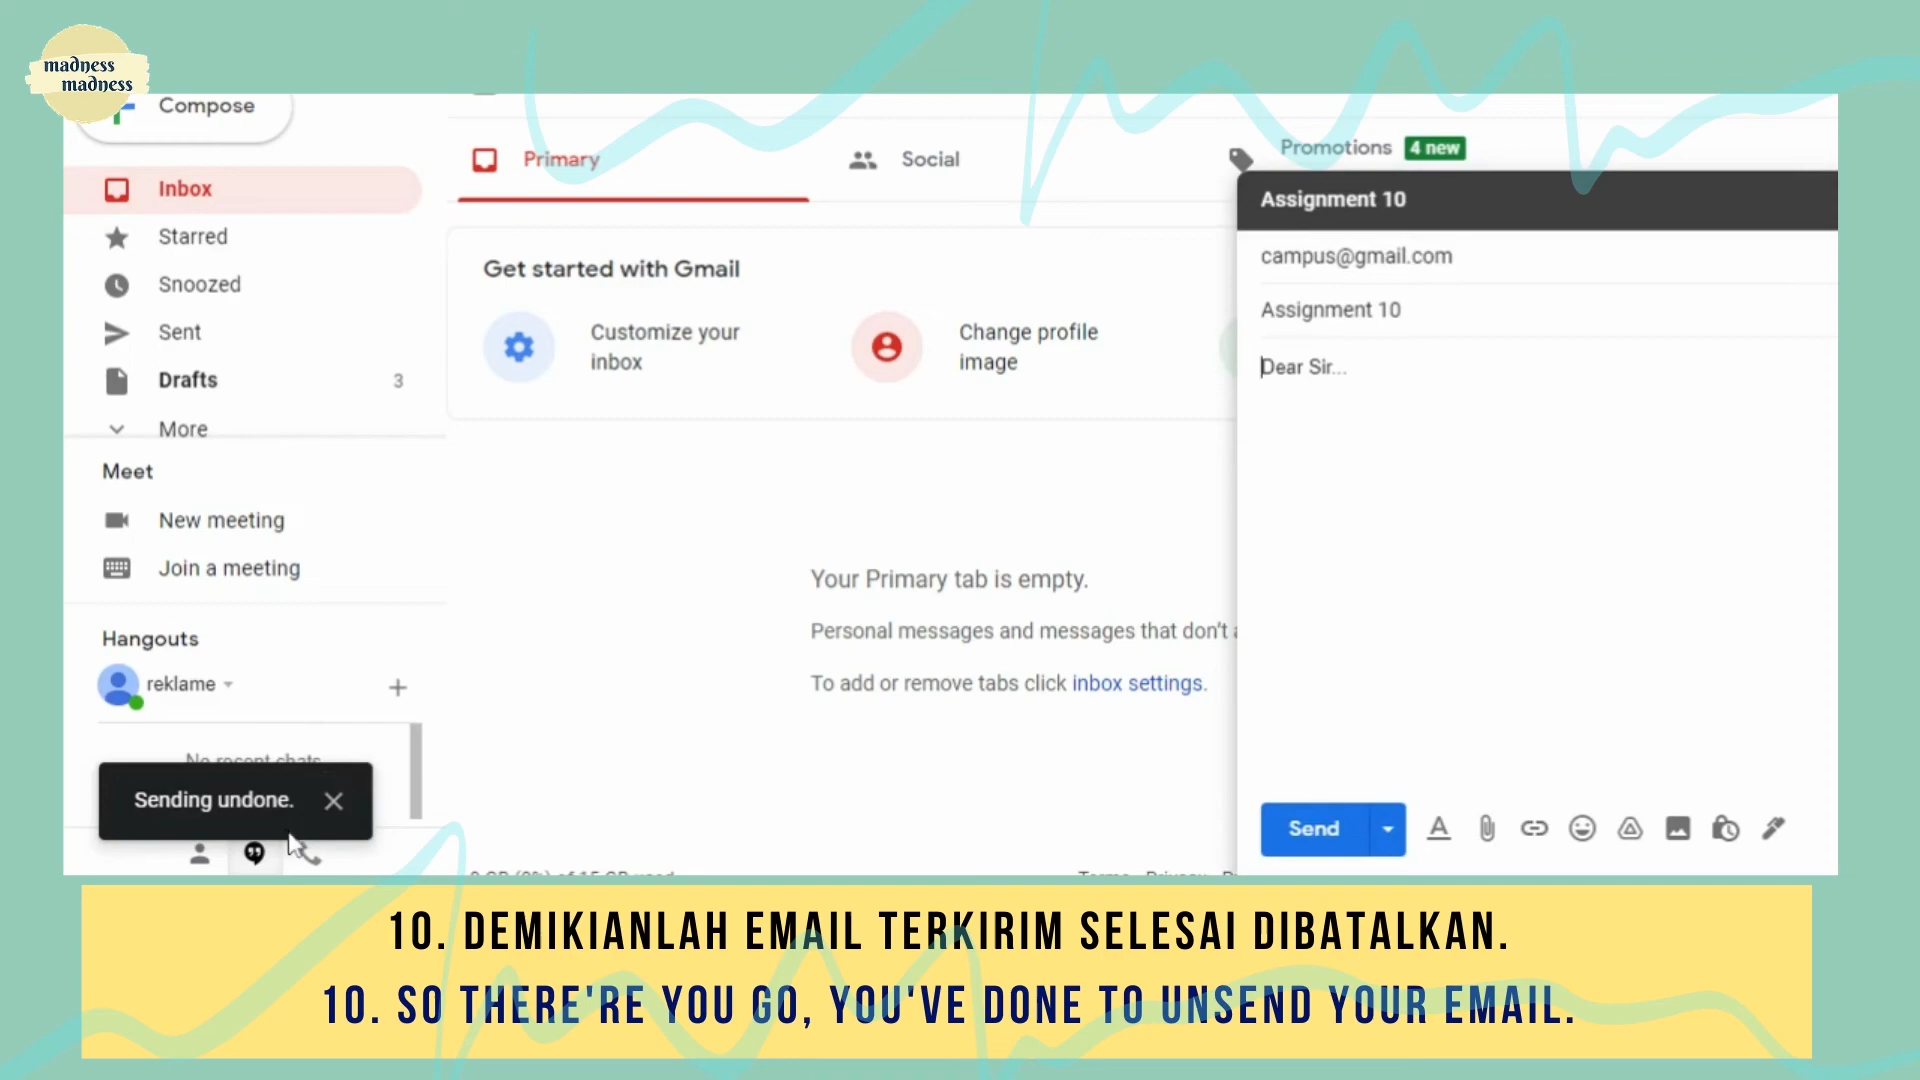 madness
madness
Compose
Inbox
Starred
Snoozed
Sent
Drafts 3
More
Meet
New meeting
Join a meeting
Hangouts
reklame
No recent chats
Sending undone.
Primary
Social
Promotions 4 new
Get started with Gmail
Customize your
inbox
Change profile
image
Your Primary tab is empty.
Personal messages and messages that don't
To add or remove tabs click inbox settings.
Assignment 10
campus@gmail.com
Assignment 10
Dear Sir...
Send
10. DEMIKIANLAH EMAIL TERKIRIM SELESAI DIBATALKAN.
10. SO THERE'RE YOU GO, YOU'VE DONE TO UNSEND YOUR EMAIL.